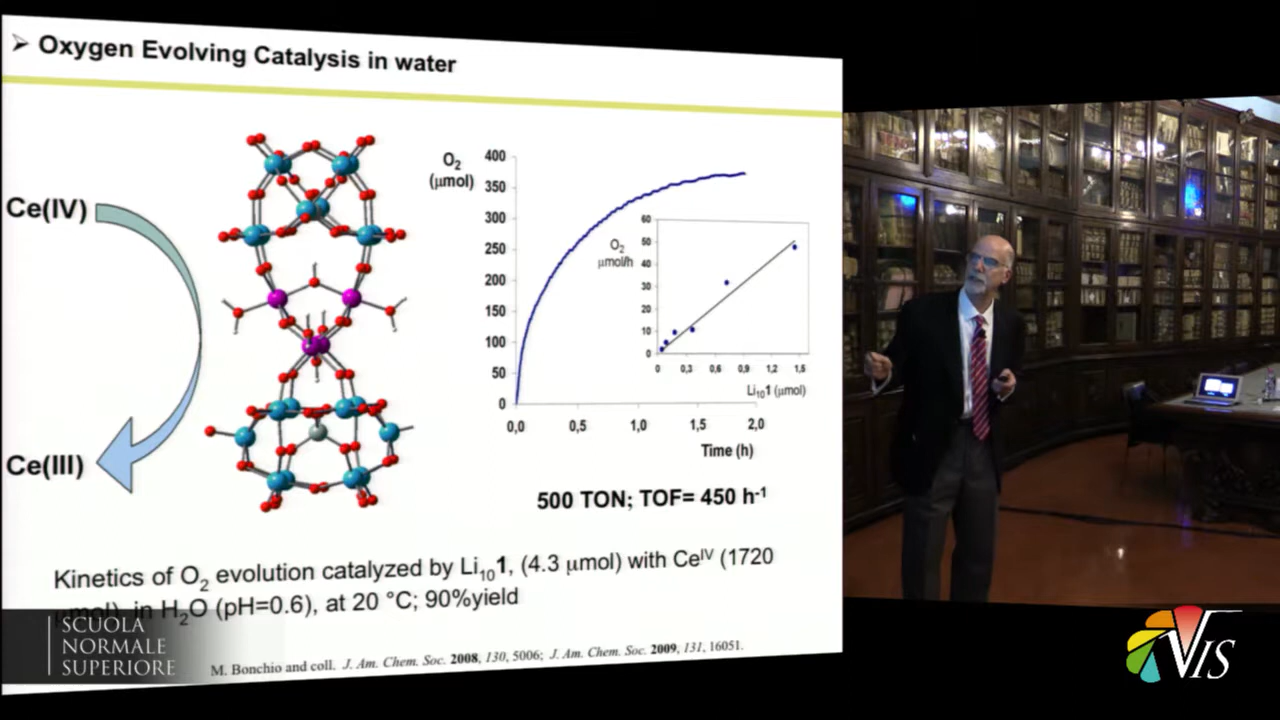 ➢ Oxygen Evolving Catalysis in water
Ce(IV)
Ce(III)
O2
(μmol)
400
350
300
250
200
150
100
50
0
0,0
0,5
1,0
1,5
2,0
Time (h)
O2
μmol/h
60
50
40
30
20
10
0
0
0,3
0,6
0,9
1,2
1,5
Li101 (μmol)
500 TON; TOF= 450 h-1
Kinetics of O2 evolution catalyzed by Li101, (4.3 μmol) with CeIV (1720
μmol), in H2O (pH=0.6), at 20 °C; 90%yield
M. Bonchio and coll. J. Am. Chem. Soc. 2008, 130, 5006; J. Am. Chem. Soc. 2009, 131, 16051.
SCUOLA
NORMALE
SUPERIORE
VIS